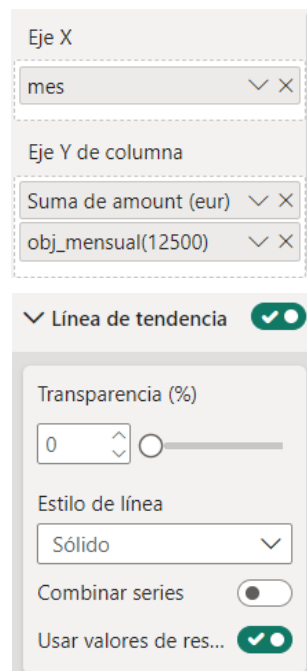 Eje X
mes
Eje Y de columna
Suma de amount (eur)
obj_mensual(12500)
Línea de tendencia
Transparencia (%)
0
Estilo de línea
Sólido
Combinar series
Usar valores de res...